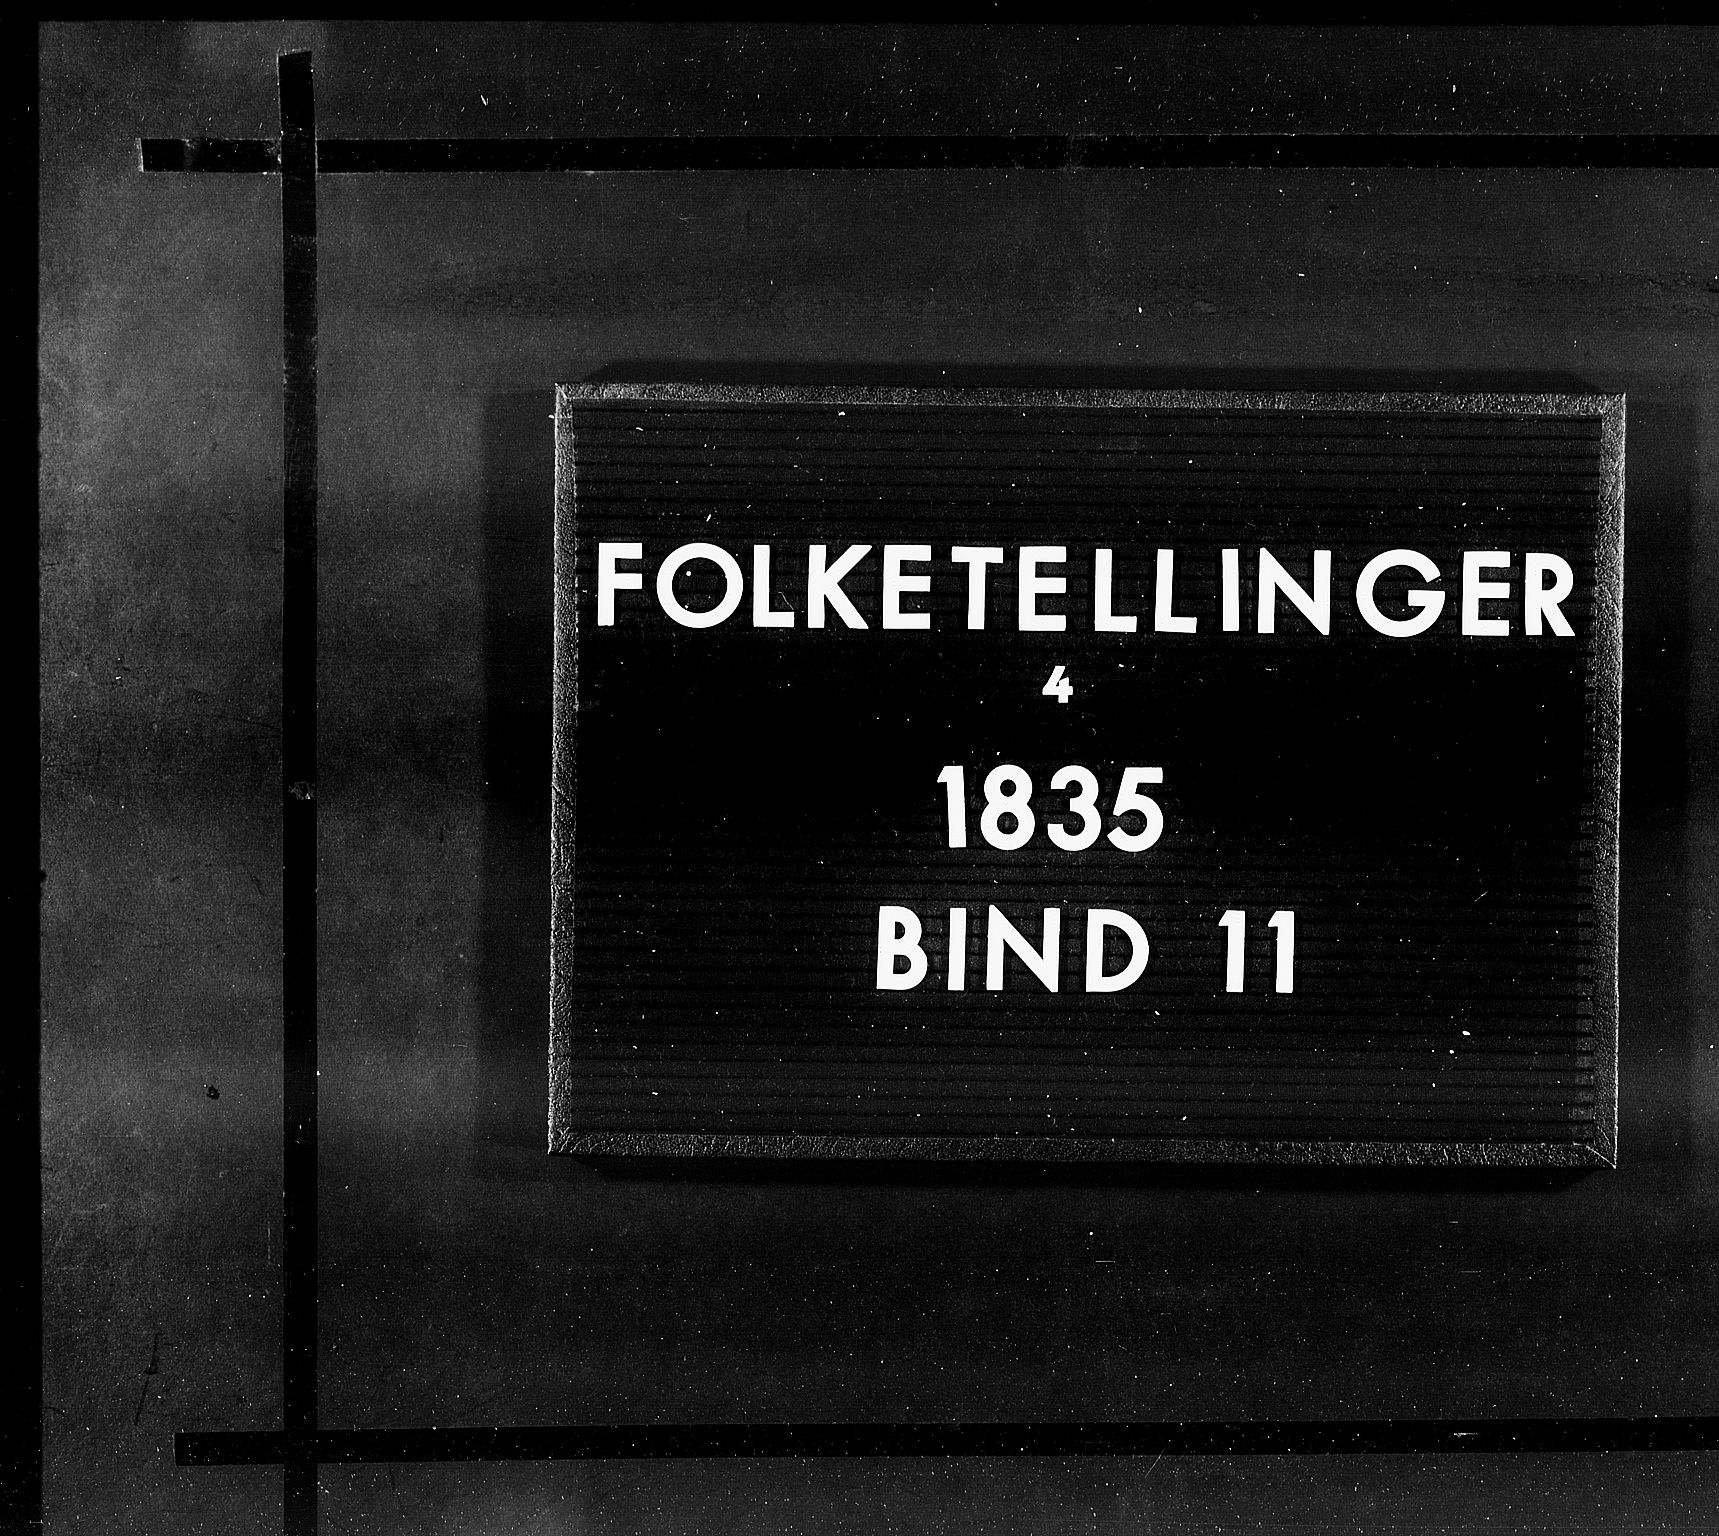 FOLKETELLINGER
4
1835
BIND 11